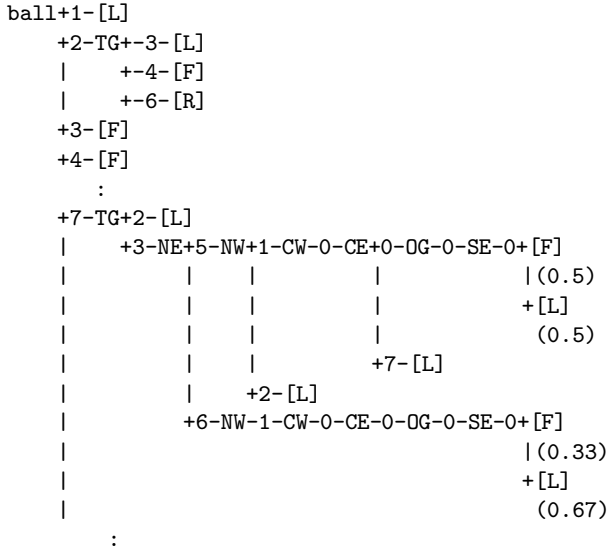 ball+1-[L]
    +2-TG+-3-[L]
    |    +-4-[F]
    |    +-6-[R]
    +3-[F]
    +4-[F]
       :
    +7-TG+2-[L]
    |    +3-NE+5-NW+1-CW-0-CE+0-OG-0-SE-0+[F]
    |         |    |         |           |(0.5)
    |         |    |         |           +[L]
    |         |    |         |            (0.5)
    |         |    |         +7-[L]
    |         |    +2-[L]
    |         +6-NW-1-CW-0-CE-0-OG-0-SE-0+[F]
    |                                    |(0.33)
    |                                    +[L]
    |                                     (0.67)
        :